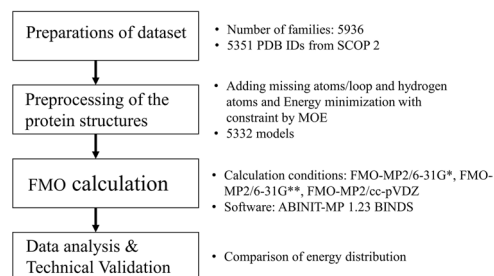 Preparations of dataset
• Number of families: 5936
• 5351 PDB IDs from SCOP 2
Preprocessing of the
protein structures
• Adding missing atoms/loop and hydrogen
atoms and Energy minimization with
constraint by MOE
• 5332 models
FMO calculation
• Calculation conditions: FMO-MP2/6-31G*, FMO-
MP2/6-31G**, FMO-MP2/cc-pVDZ
• Software: ABINIT-MP 1.23 BINDS
Data analysis &
Technical Validation
• Comparison of energy distribution